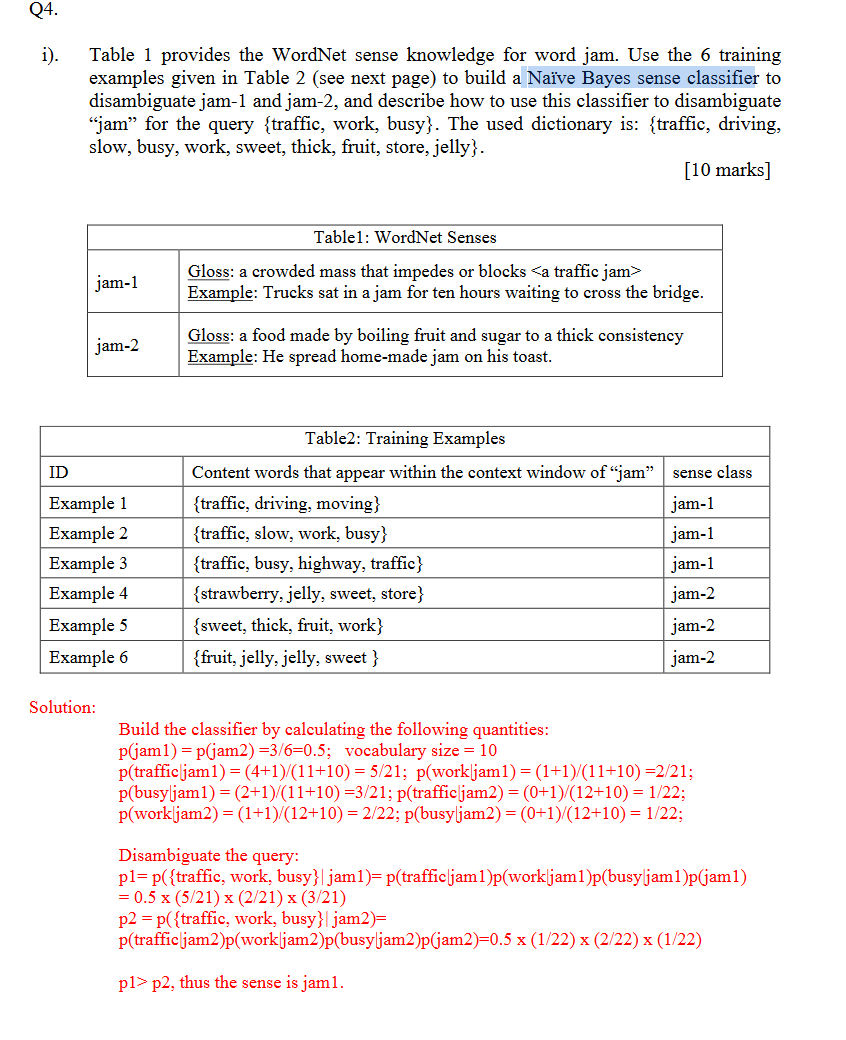 Q4.
i). Table 1 provides the WordNet sense knowledge for word jam. Use the 6 training
examples given in Table 2 (see next page) to build a Naïve Bayes sense classifier to
disambiguate jam-1 and jam-2, and describe how to use this classifier to disambiguate
“jam” for the query {traffic, work, busy}. The used dictionary is: {traffic, driving,
slow, busy, work, sweet, thick, fruit, store, jelly}.
[10 marks]
Table1: WordNet Senses
jam-1
Gloss: a crowded mass that impedes or blocks <a traffic jam>
Example: Trucks sat in a jam for ten hours waiting to cross the bridge.
jam-2
Gloss: a food made by boiling fruit and sugar to a thick consistency
Example: He spread home-made jam on his toast.
Table2: Training Examples
ID Content words that appear within the context window of “jam” sense class
Example 1 {traffic, driving, moving} jam-1
Example 2 {traffic, slow, work, busy} jam-1
Example 3 {traffic, busy, highway, traffic} jam-1
Example 4 {strawberry, jelly, sweet, store} jam-2
Example 5 {sweet, thick, fruit, work} jam-2
Example 6 {fruit, jelly, jelly, sweet } jam-2
Solution:
Build the classifier by calculating the following quantities:
p(jam1) = p(jam2) =3/6=0.5; vocabulary size = 10
p(traffic|jam1) = (4+1)/(11+10) = 5/21; p(work|jam1) = (1+1)/(11+10) =2/21;
p(busy|jam1) = (2+1)/(11+10) =3/21; p(traffic|jam2) = (0+1)/(12+10) = 1/22;
p(work|jam2) = (1+1)/(12+10) = 2/22; p(busy|jam2) = (0+1)/(12+10) = 1/22;
Disambiguate the query:
p1= p({traffic, work, busy}| jam1)= p(traffic|jam1)p(work|jam1)p(busy|jam1)p(jam1)
= 0.5 x (5/21) x (2/21) x (3/21)
p2 = p({traffic, work, busy}| jam2)=
p(traffic|jam2)p(work|jam2)p(busy|jam2)p(jam2)=0.5 x (1/22) x (2/22) x (1/22)
p1> p2, thus the sense is jam1.